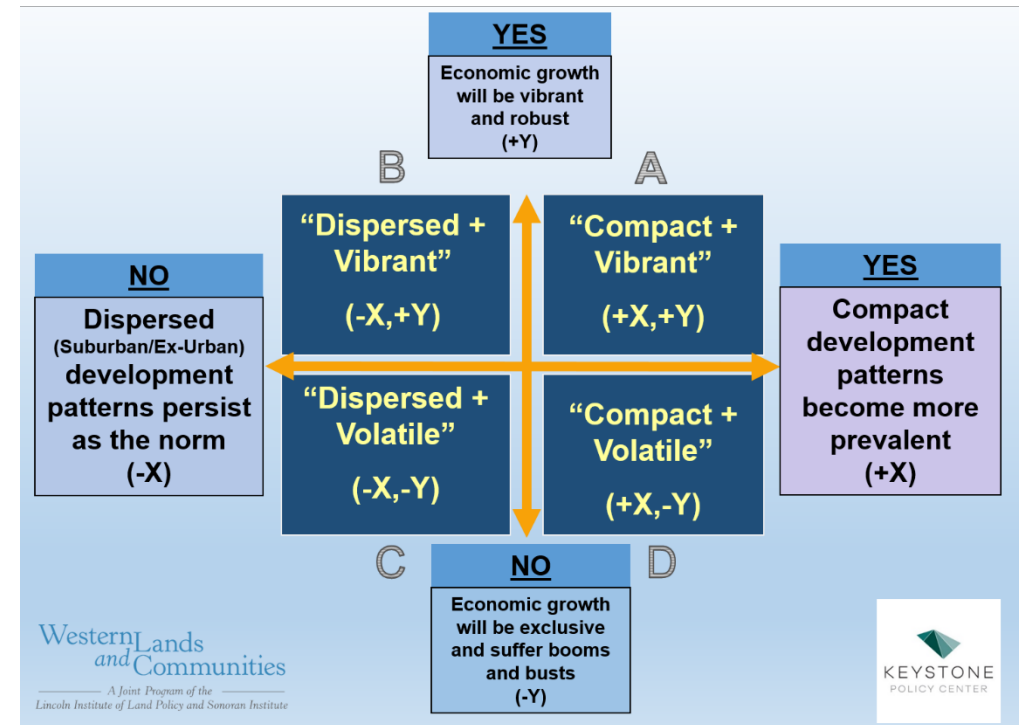 YES
Economic growth
will be vibrant
and robust
(+Y)
B
A
“Dispersed +
Vibrant”
(-X,+Y)
“Compact +
Vibrant”
(+X,+Y)
NO
Dispersed
(Suburban/Ex-Urban)
development
patterns persist
as the norm
(-X)
YES
Compact
development
patterns
become more
prevalent
(+X)
“Dispersed +
Volatile”
(-X,-Y)
“Compact +
Volatile”
(+X,-Y)
C
D
NO
Economic growth
will be exclusive
and suffer booms
and busts
(-Y)
Western Lands
and Communities
A Joint Program of the
Lincoln Institute of Land Policy and Sonoran Institute
KEYSTONE
POLICY CENTER